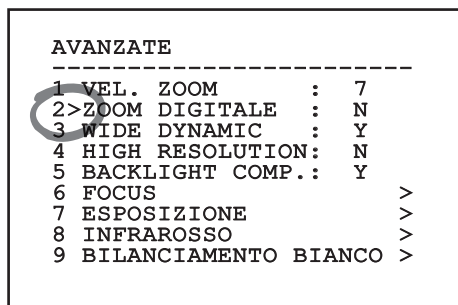 AVANZATE
-------------------------
1 VEL. ZOOM : 7
2>ZOOM DIGITALE : N
3 WIDE DYNAMIC : Y
4 HIGH RESOLUTION: N
5 BACKLIGHT COMP.: Y
6 FOCUS >
7 ESPOSIZIONE >
8 INFRAROSSO >
9 BILANCIAMENTO BIANCO >